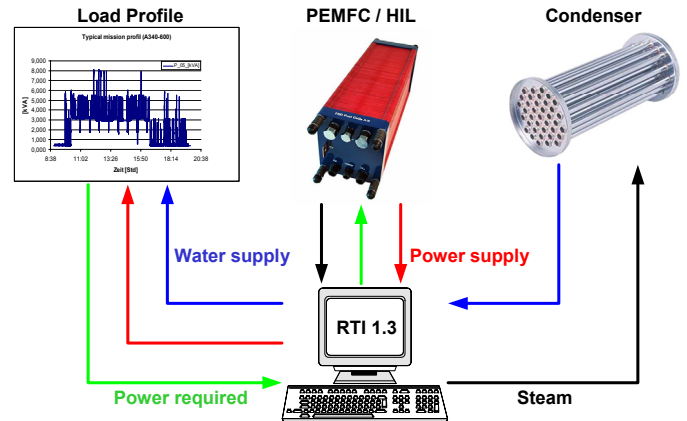 Load Profile
PEMFC / HIL
Condenser
Typical mission profil (A340-600)
P_65_[kVA]
9,000
8,000
7,000
6,000
5,000
4,000
3,000
2,000
1,000
0,000
[kVA]
8:38
11:02
13:26
15:50
18:14
20:38
Zeit [Std]
Water supply
Power supply
RTI 1.3
Power required
Steam